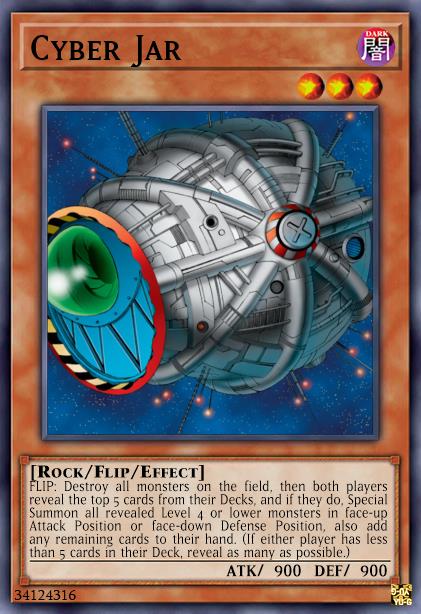 CYBER JAR
DARK
闇
[ROCK/FLIP/EFFECT]
FLIP: Destroy all monsters on the field, then both players
reveal the top 5 cards from their Decks, and if they do, Special
Summon all revealed Level 4 or lower monsters in face-up
Attack Position or face-down Defense Position, also add
any remaining cards to their hand. (If either player has less
than 5 cards in their Deck, reveal as many as possible.)
ATK/ 900 DEF/ 900
34124316